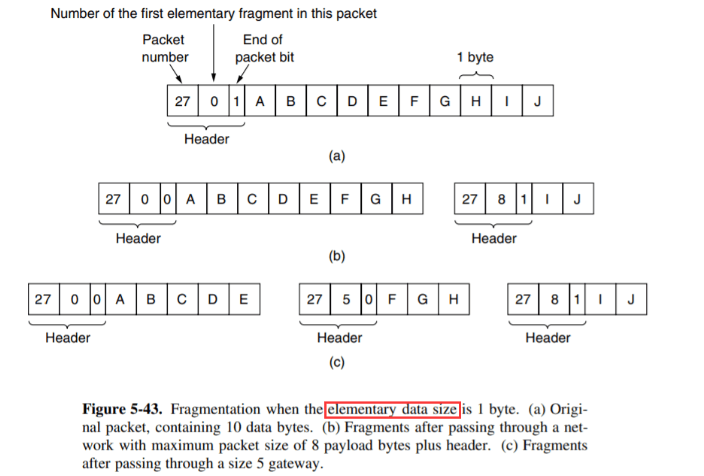 Number of the first elementary fragment in this packet
Packet number
End of packet bit
1 byte
27 0 1 A B C D E F G H I J
Header
(a)
27 0 0 A B C D E F G H 27 8 1 I J
Header Header
(b)
27 0 0 A B C D E 27 5 0 F G H 27 8 1 I J
Header Header Header
(c)
Figure 5-43. Fragmentation when the elementary data size is 1 byte. (a) Origi-
nal packet, containing 10 data bytes. (b) Fragments after passing through a net-
work with maximum packet size of 8 payload bytes plus header. (c) Fragments
after passing through a size 5 gateway.